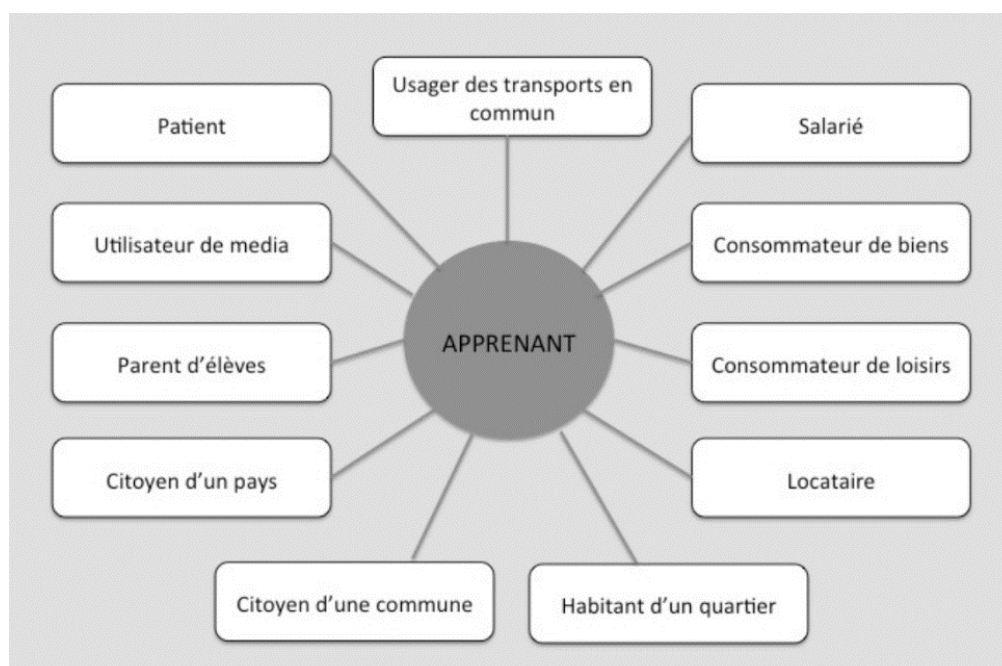 Usager des transports en
commun
Patient
Salarié
Utilisateur de media
Consommateur de biens
APPRENANT
Parent d'élèves
Consommateur de loisirs
Citoyen d'un pays
Locataire
Citoyen d'une commune
Habitant d'un quartier